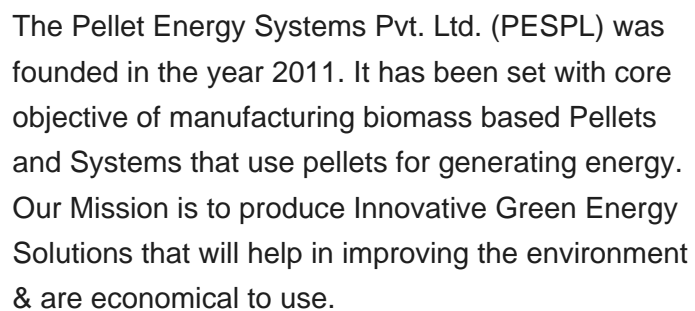 The Pellet Energy Systems Pvt. Ltd. (PESPL) was
founded in the year 2011. It has been set with core
objective of manufacturing biomass based Pellets
and Systems that use pellets for generating energy.
Our Mission is to produce Innovative Green Energy
Solutions that will help in improving the environment
& are economical to use.